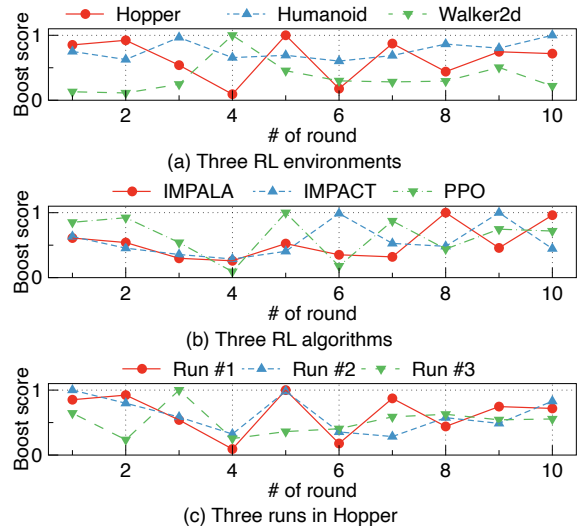 Hopper Humanoid Walker2d
Boost score
1
0
2 4 6 8 10
# of round
(a) Three RL environments
IMPALA IMPACT PPO
Boost score
1
0
2 4 6 8 10
# of round
(b) Three RL algorithms
Run #1 Run #2 Run #3
Boost score
1
0
2 4 6 8 10
# of round
(c) Three runs in Hopper